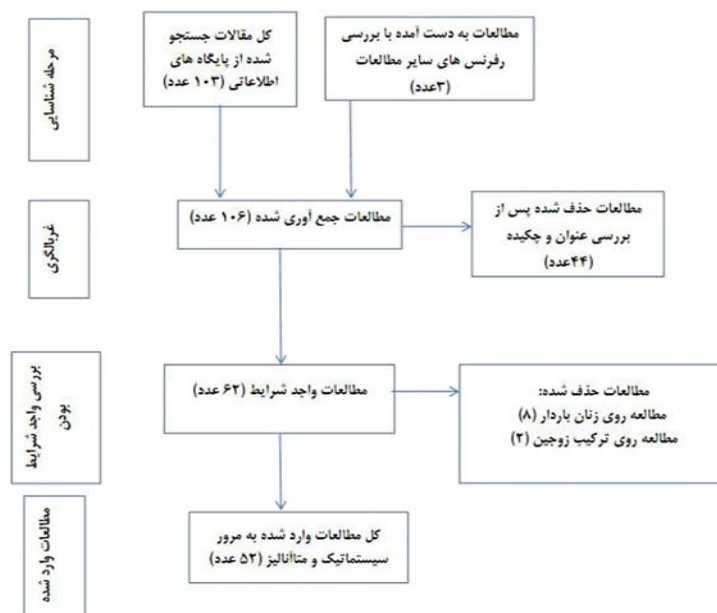 مرحله شناسایی
مطالعات به دست آمده با بررسی
رفرنس های سایر مطالعات
(۳عدد)
کل مقالات جستجو
شده از پایگاه های
اطلاعاتی (۱۰۳ عدد)
غربالگری
مطالعات جمع آوری شده (۱۰۶ عدد)
مطالعات حذف شده پس از
بررسی عنوان و چکیده
(۴۴عدد)
بررسی واجد شرایط
بودن
مطالعات واجد شرایط (۶۲ عدد)
مطالعات حذف شده:
مطالعه روی زنان باردار (۸)
مطالعه روی ترکیب زوجین (۲)
مطالعات وارد شده
کل مطالعات وارد شده به مرور
سیستماتیک و متاآنالیز (۵۲ عدد)